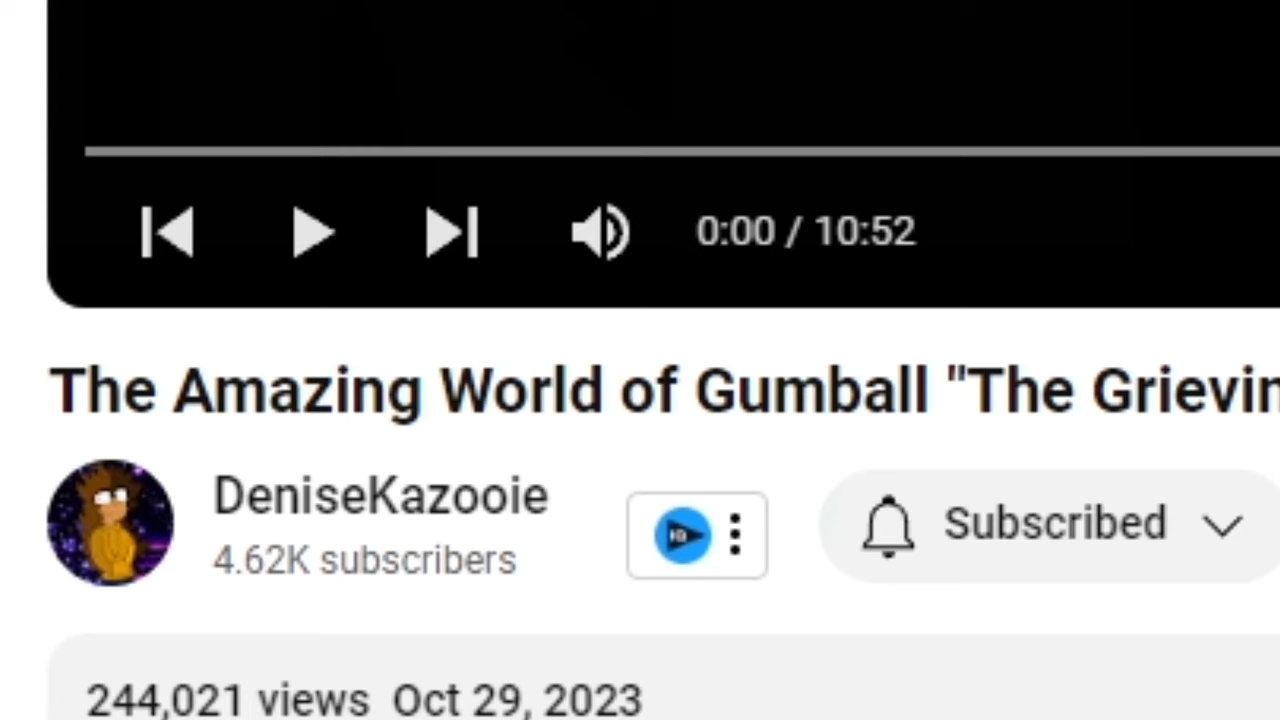 0:00 / 10:52
The Amazing World of Gumball "The Grievin
DeniseKazooie
4.62K subscribers
Subscribed
244,021 views Oct 29, 2023